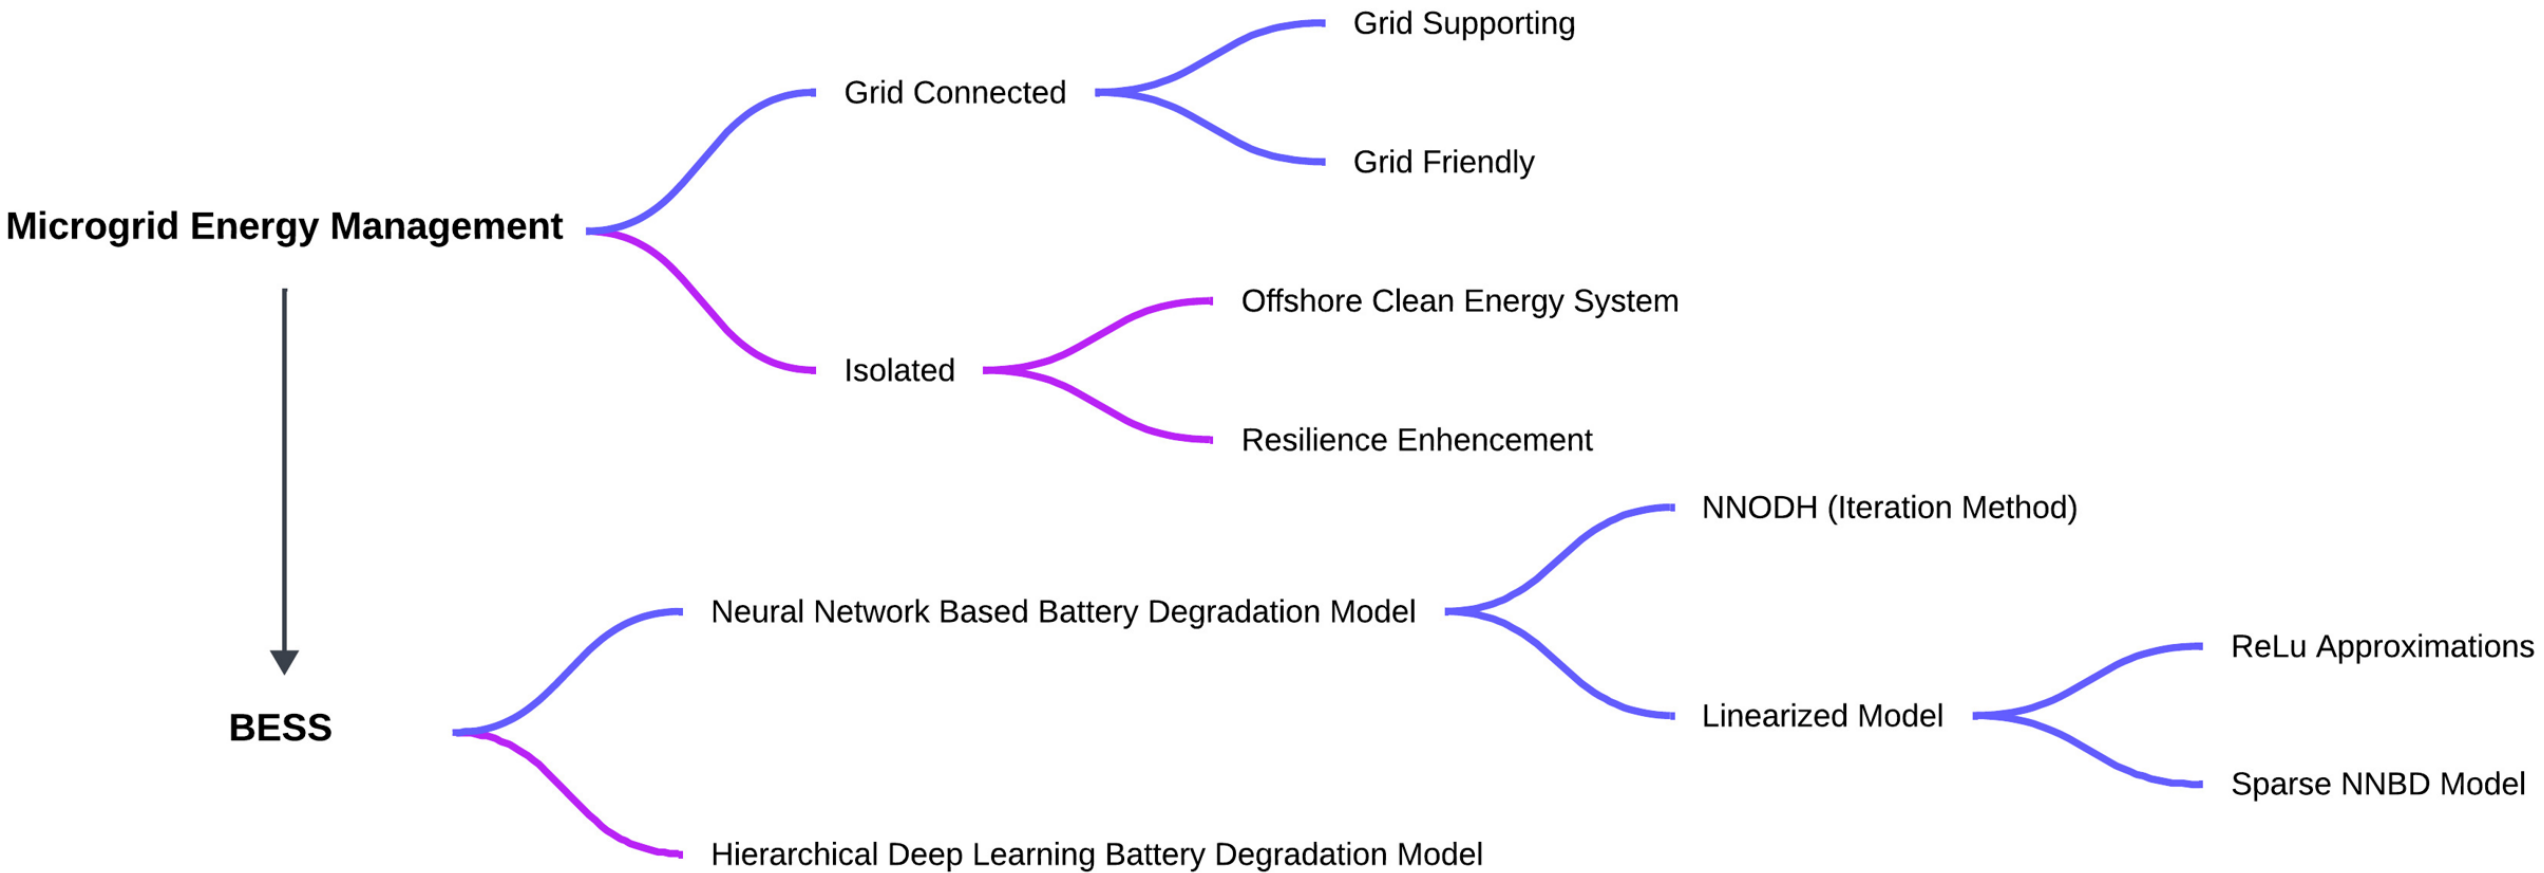 Grid Supporting
Grid Connected
Grid Friendly
Microgrid Energy Management
Offshore Clean Energy System
Isolated
Resilience Enhencement
NNODH (Iteration Method)
Neural Network Based Battery Degradation Model
ReLu Approximations
Linearized Model
BESS
Sparse NNBD Model
Hierarchical Deep Learning Battery Degradation Model